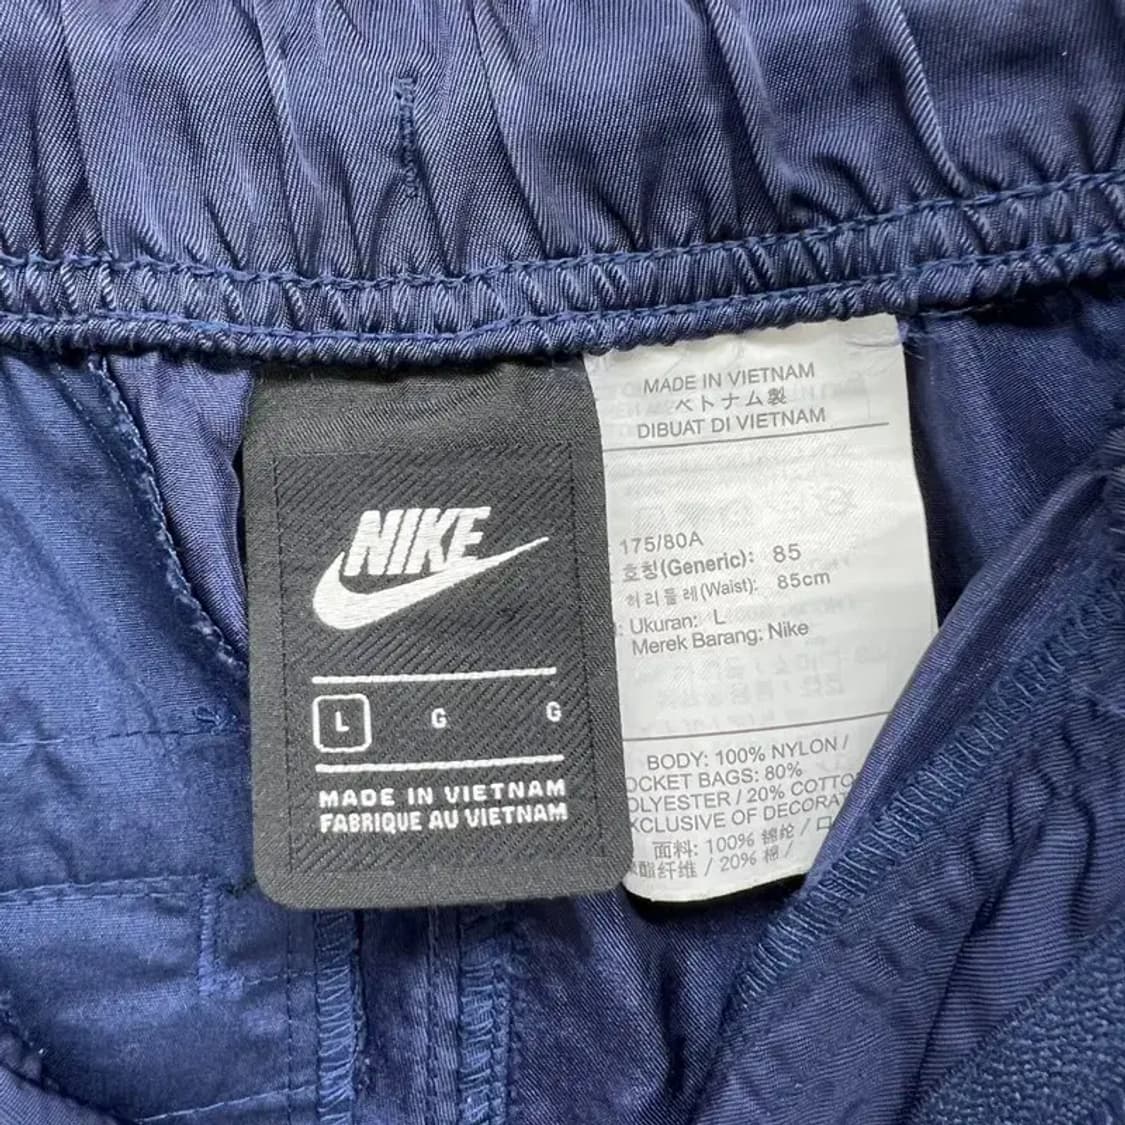 NIKE
L G G
MADE IN VIETNAM
FABRIQUE AU VIETNAM
MADE IN VIETNAM
ベトナム製
DIBUAT DI VIETNAM
175/80A
호칭(Generic): 85
허리둘레(Waist): 85cm
Ukuran: L
Merek Barang: Nike
BODY: 100% NYLON /
OCKET BAGS: 80%
OLYESTER / 20% COTTO
XCLUSIVE OF DECORAT
面料: 100% 锦纶 / 口
酯纤维 / 20% 棉 /